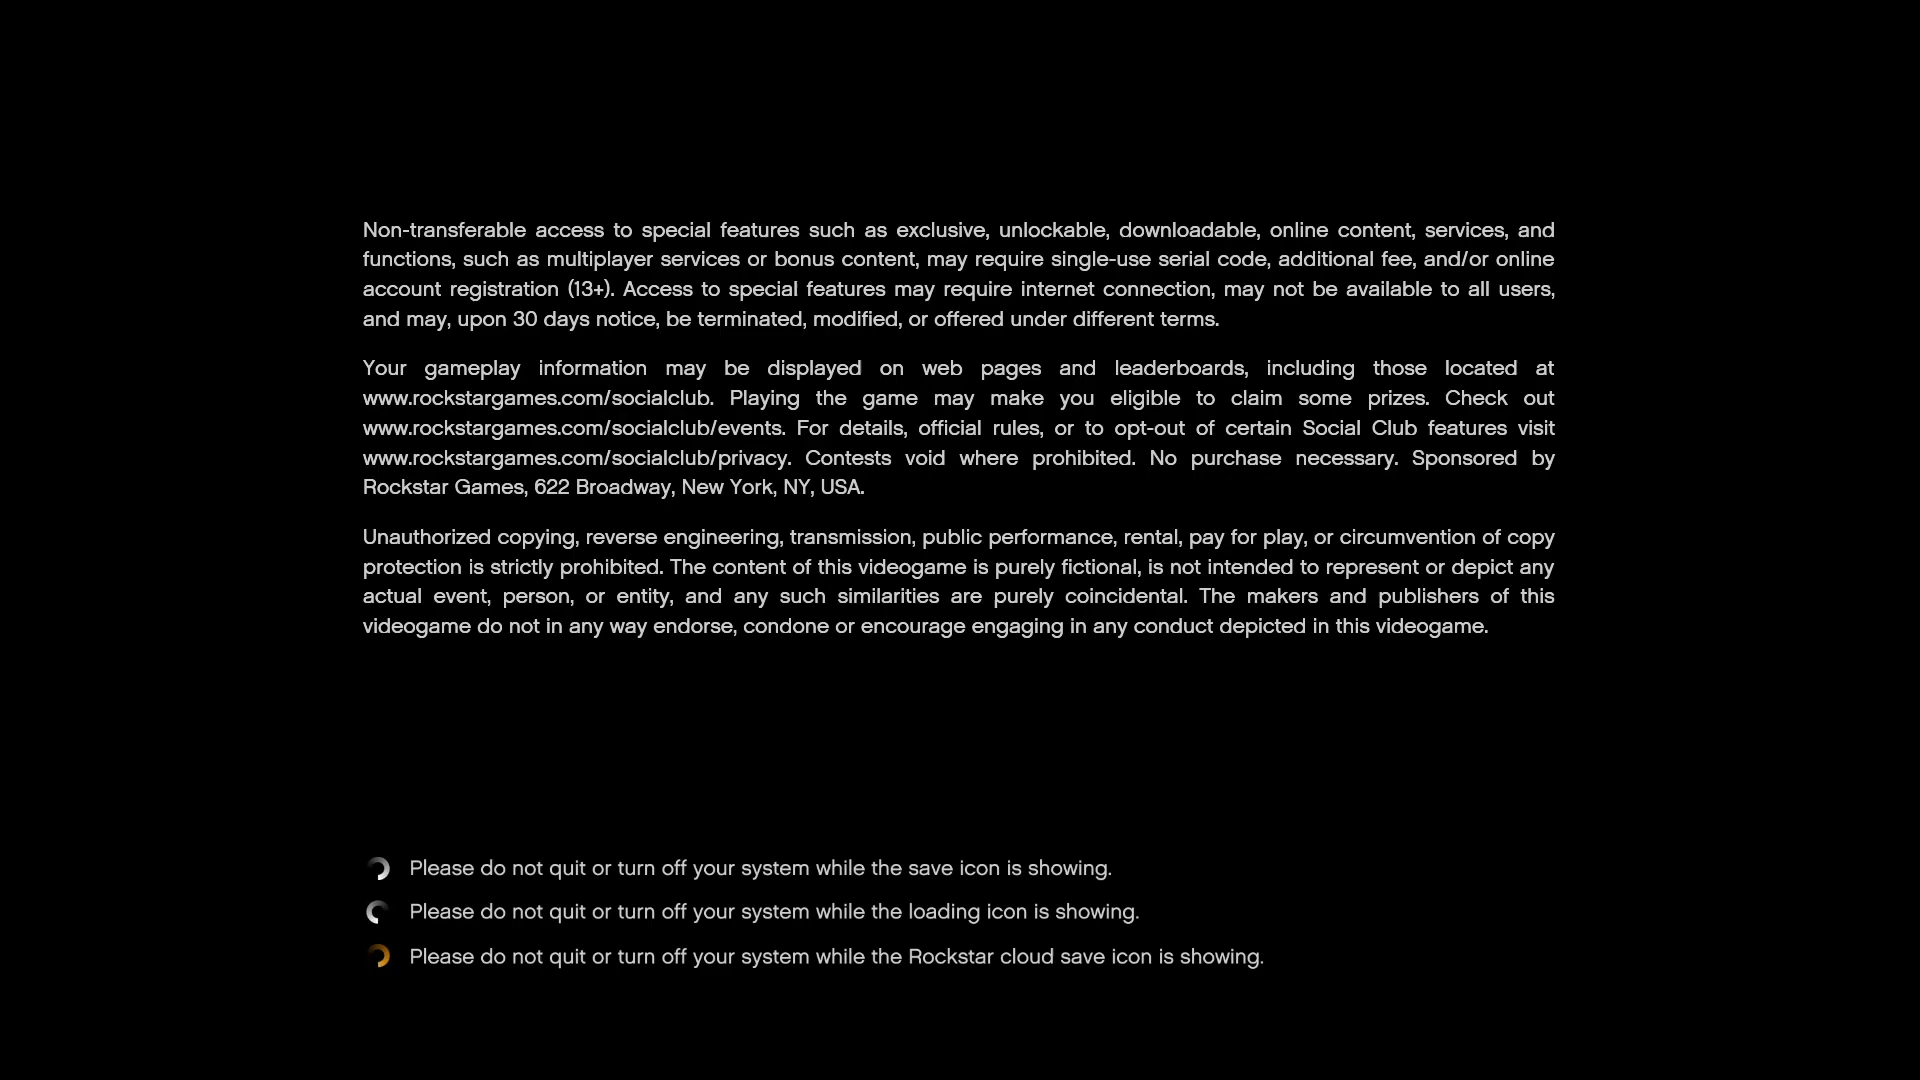 Non-transferable access to special features such as exclusive, unlockable, downloadable, online content, services, and
functions, such as multiplayer services or bonus content, may require single-use serial code, additional fee, and/or online
account registration (13+). Access to special features may require internet connection, may not be available to all users,
and may, upon 30 days notice, be terminated, modified, or offered under different terms.
Your gameplay information may be displayed on web pages and leaderboards, including those located at
www.rockstargames.com/socialclub. Playing the game may make you eligible to claim some prizes. Check out
www.rockstargames.com/socialclub/events. For details, official rules, or to opt-out of certain Social Club features visit
www.rockstargames.com/socialclub/privacy. Contests void where prohibited. No purchase necessary. Sponsored by
Rockstar Games, 622 Broadway, New York, NY, USA.
Unauthorized copying, reverse engineering, transmission, public performance, rental, pay for play, or circumvention of copy
protection is strictly prohibited. The content of this videogame is purely fictional, is not intended to represent or depict any
actual event, person, or entity, and any such similarities are purely coincidental. The makers and publishers of this
videogame do not in any way endorse, condone or encourage engaging in any conduct depicted in this videogame.
Please do not quit or turn off your system while the save icon is showing.
Please do not quit or turn off your system while the loading icon is showing.
Please do not quit or turn off your system while the Rockstar cloud save icon is showing.